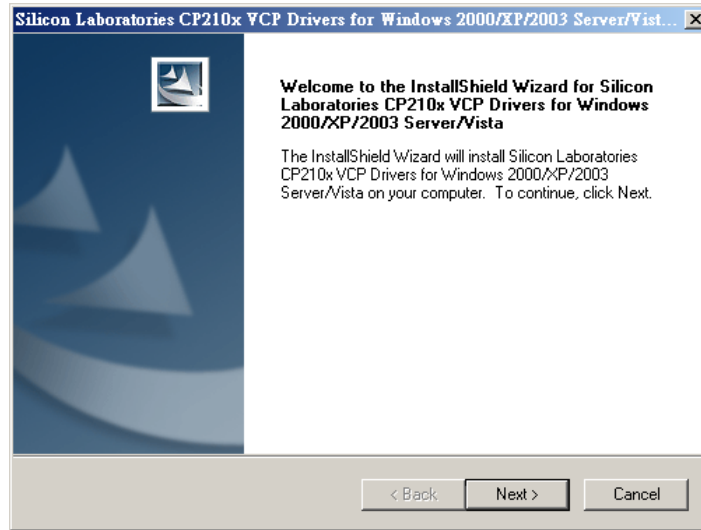 Silicon Laboratories CP210x VCP Drivers for Windows 2000/XP/2003 Server/Vist...
Welcome to the InstallShield Wizard for Silicon
Laboratories CP210x VCP Drivers for Windows
2000/XP/2003 Server/Vista
The InstallShield Wizard will install Silicon Laboratories
CP210x VCP Drivers for Windows 2000/XP/2003
Server/Vista on your computer. To continue, click Next.
< Back Next > Cancel